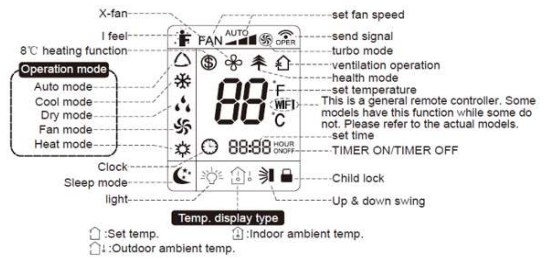 X-fan
set fan speed
I feel
FAN AUTO OPER
send signal
8℃ heating function
turbo mode
ventilation operation
Operation mode
health mode
Auto mode
set temperature
Cool mode
88 °F WIFI °C
This is a general remote controller. Some
models have this function while some do
not. Please refer to the actual models.
Dry mode
Fan mode
set time
Heat mode
88:88 HOUR
ONOFF
TIMER ON/TIMER OFF
Clock
Child lock
Sleep mode
light
Up & down swing
Temp. display type
:Set temp. :Indoor ambient temp.
:Outdoor ambient temp.